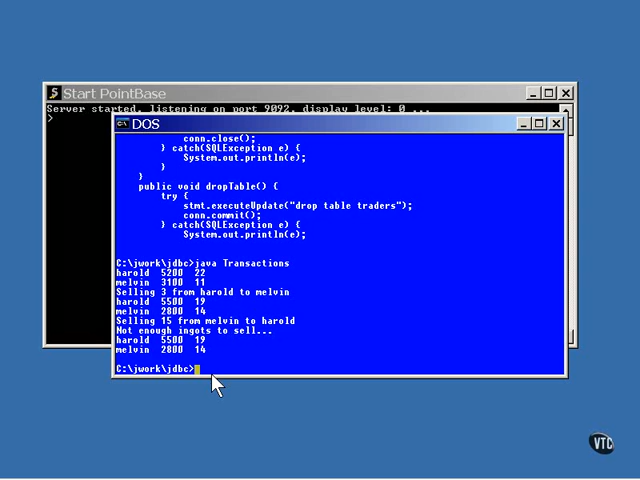 Start PointBase
Server started, listening on port 9092, display level: 0 ...
>
DOS
conn.close();
} catch(SQLException e) {
System.out.println(e);
}
}
public void dropTable() {
try {
stmt.executeUpdate("drop table traders");
conn.commit();
} catch(SQLException e) {
System.out.println(e);
C:\jwork\jdbc>java Transactions
harold 5200 22
melvin 3100 11
Selling 3 from harold to melvin
harold 5500 19
melvin 2800 14
Selling 15 from melvin to harold
Not enough ingots to sell...
harold 5500 19
melvin 2800 14
C:\jwork\jdbc>
VTC